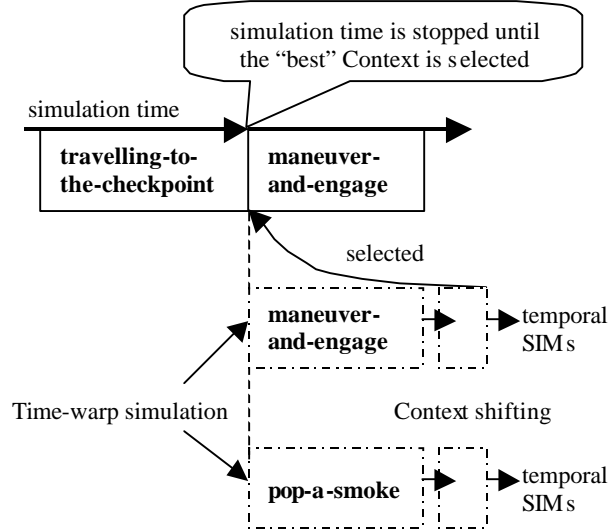 simulation time is stopped until
the “best” Context is selected
simulation time
travelling-to-
the-checkpoint
maneuver-
and-engage
selected
maneuver-
and-engage
temporal
SIMs
Time-warp simulation
Context shifting
pop-a-smoke
temporal
SIMs